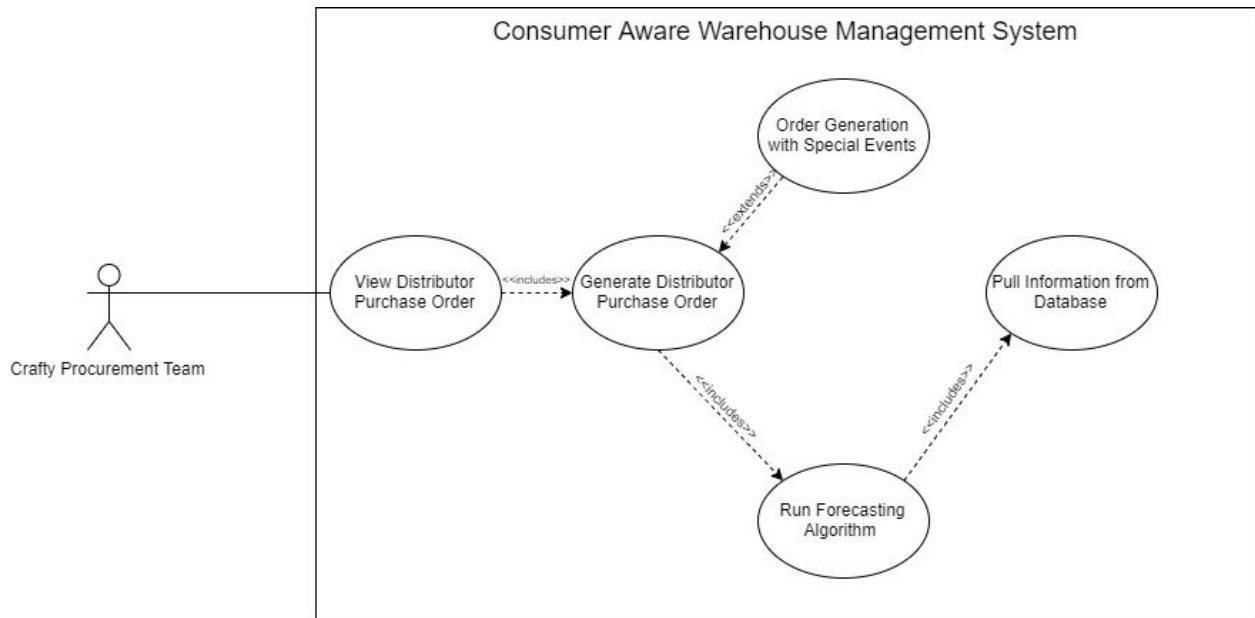 Consumer Aware Warehouse Management System
Order Generation
with Special Events
<<extends>>
View Distributor
Purchase Order
<<includes>>
Generate Distributor
Purchase Order
Pull Information from
Database
Crafty Procurement Team
<<includes>>
<<includes>>
Run Forecasting
Algorithm